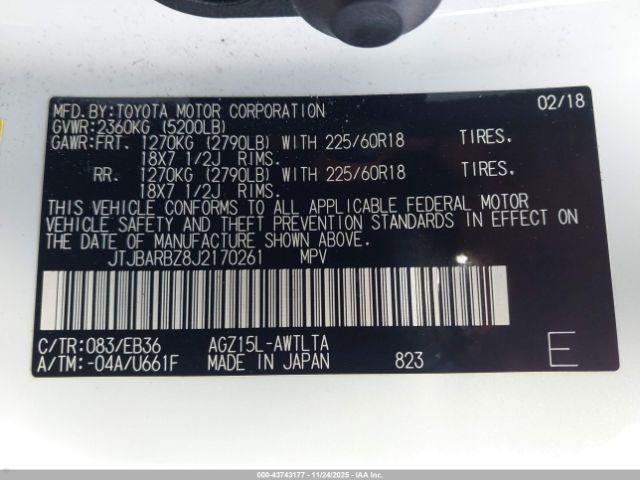 MFD.BY:TOYOTA MOTOR CORPORATION 02/18
GVWR:2360KG (5200LB)
GAWR:FRT. 1270KG (2790LB) WITH 225/60R18 TIRES.
18X7 1/2J RIMS.
RR. 1270KG (2790LB) WITH 225/60R18 TIRES.
18X7 1/2J RIMS.
THIS VEHICLE CONFORMS TO ALL APPLICABLE FEDERAL MOTOR
VEHICLE SAFETY AND THEFT PREVENTION STANDARDS IN EFFECT ON
THE DATE OF MANUFACTURE SHOWN ABOVE.
JTJBARBZ8J2170261 MPV
C/TR:083/EB36 AGZ15L-AWTLTA
A/TM:-04A/U661F MADE IN JAPAN 823 E
000-43743177 - 11/24/2025 - IAAI.COM